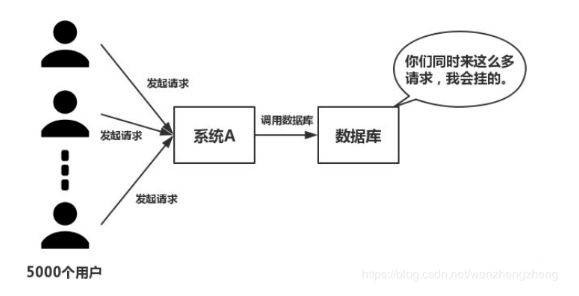 你们同时来这么多
请求，我会挂的。
发起请求
发起请求
发起请求
系统A
调用数据库
数据库
5000个用户
https://blog.csdn.net/wenzhengzheng